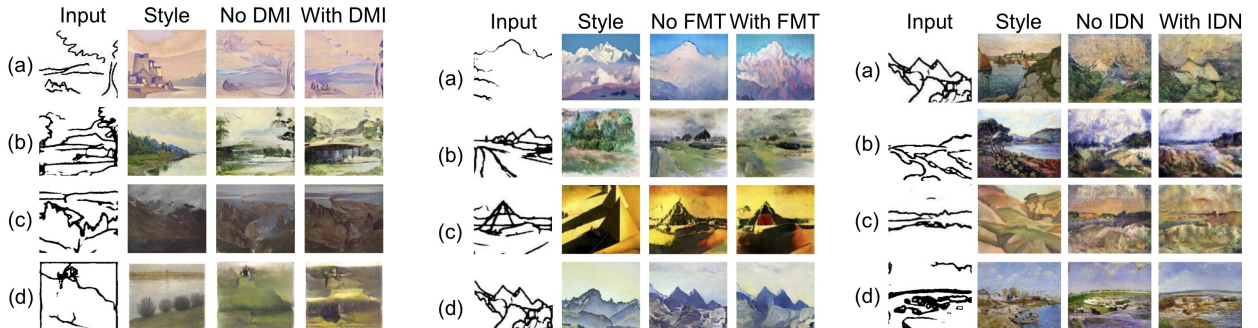 Input Style No DMI With DMI
(a)
(b)
(c)
(d)
Input Style No FMT With FMT
(a)
(b)
(c)
(d)
Input Style No IDN With IDN
(a)
(b)
(c)
(d)